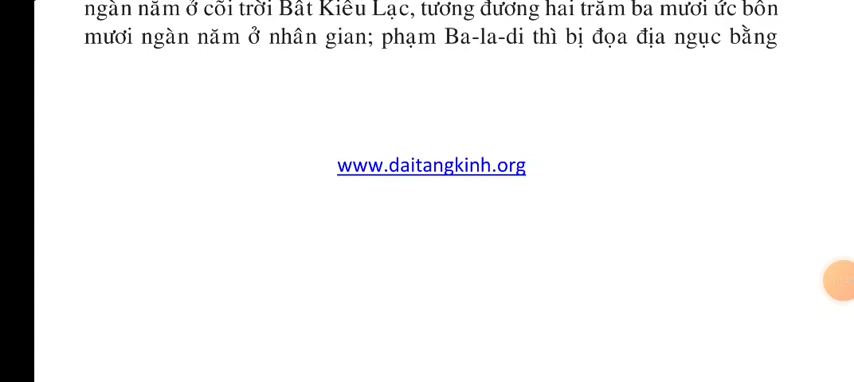 ngàn năm ở cõi trời Bất Kiêu Lạc, tương đương hai trăm ba mươi ức bốn
mươi ngàn năm ở nhân gian; phạm Ba-la-di thì bị đọa địa ngục bằng
www.daitangkinh.org